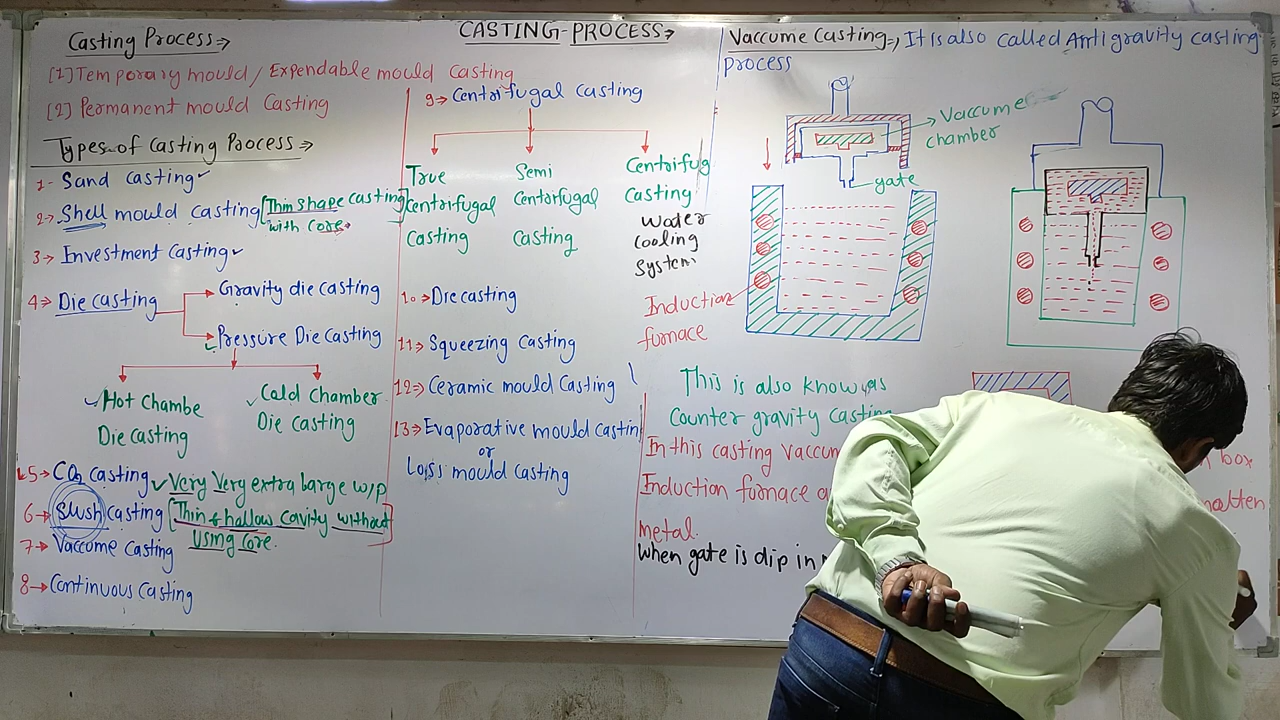 CASTING-PROCESS→
Casting Process→
[1] Temporary mould/Expendable mould Casting
[2] Permanent mould Casting
Types of Casting Process→
1- Sand casting✓
2→ Shell mould casting [Thin shape casting
with core→
3→ Investment Casting✓
4→ Die casting
Gravity die casting
Pressure Die Casting
✓Hot Chambe
Die casting
✓Cold chamber
Die casting
5→ CO2 casting ✓Very Very extra large w/p
6→ Slush casting [Thin & hallow cavity without
Using core.
7→ Vaccume Casting
8→ Continuous Casting
9→ Centrifugal Casting
True
Centrifugal
Casting
Semi
Centrifugal
Casting
Centrifug
Casting
Water
Cooling
System
10→ Die casting
11→ Squeezing Casting
12→ Ceramic mould Casting
13→ Evaporative mould Castin
or
mould casting
Vaccume Casting→ It is also called Anti gravity casting
process
Vaccume
chamber
gate
Induction
furnace
This is also know as
Counter gravity casting
In this casting Vaccum
box
Induction furnace
metal.
when gate is dip in